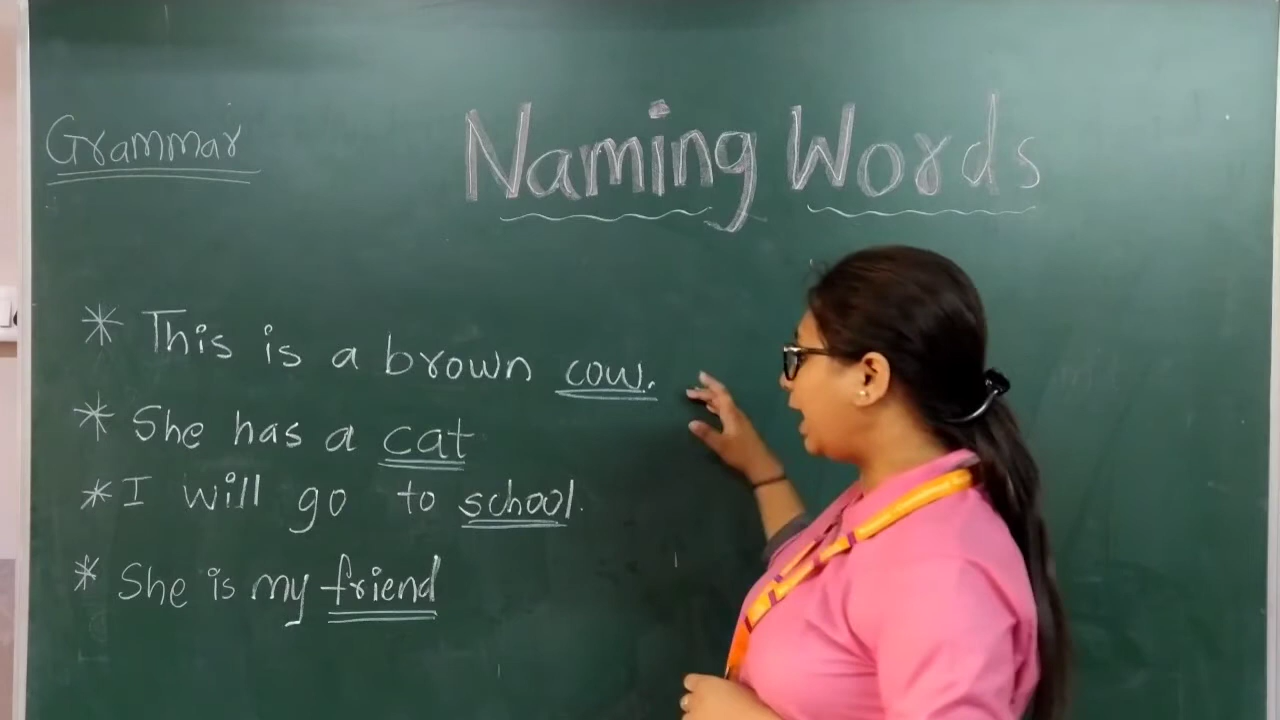 Grammar
Naming Words
* This is a brown cow.
* She has a cat
* I will go to school.
* She is my friend